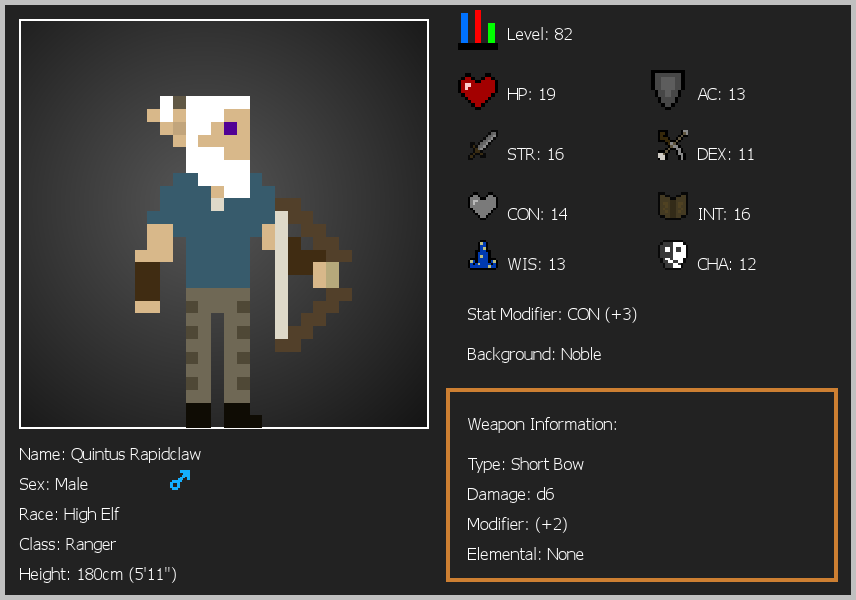 Level: 82
HP: 19
AC: 13
STR: 16
DEX: 11
CON: 14
INT: 16
WIS: 13
CHA: 12
Stat Modifier: CON (+3)
Background: Noble
Weapon Information:
Type: Short Bow
Damage: d6
Modifier: (+2)
Elemental: None
Name: Quintus Rapidclaw
Sex: Male
Race: High Elf
Class: Ranger
Height: 180cm (5'11")